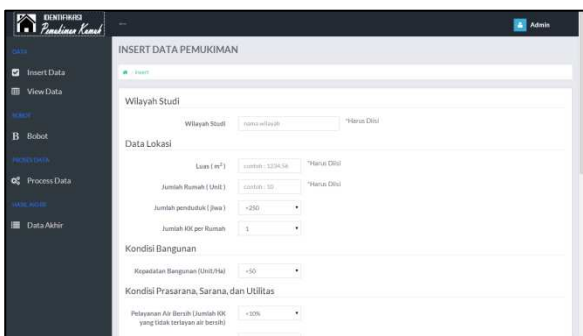 IDENTIFIKASI
Pemukiman Kumuh
Admin
DATA
Insert Data
View Data
BOBOT
B Bobot
PROSES DATA
Process Data
HASIL AKHIR
Data Akhir
INSERT DATA PEMUKIMAN
Insert
Wilayah Studi
Wilayah Studi nama wilayah *Harus Diisi
Data Lokasi
Luas ( m² ) contoh : 1234.56 *Harus Diisi
Jumlah Rumah ( Unit ) contoh : 10 *Harus Diisi
Jumlah penduduk ( Jiwa ) <250
Jumlah KK per Rumah 1
Kondisi Bangunan
Kepadatan Bangunan (Unit/Ha) <50
Kondisi Prasarana, Sarana, dan Utilitas
Pelayanan Air Bersih (Jumlah KK <10%
yang tidak terlayan air bersih)